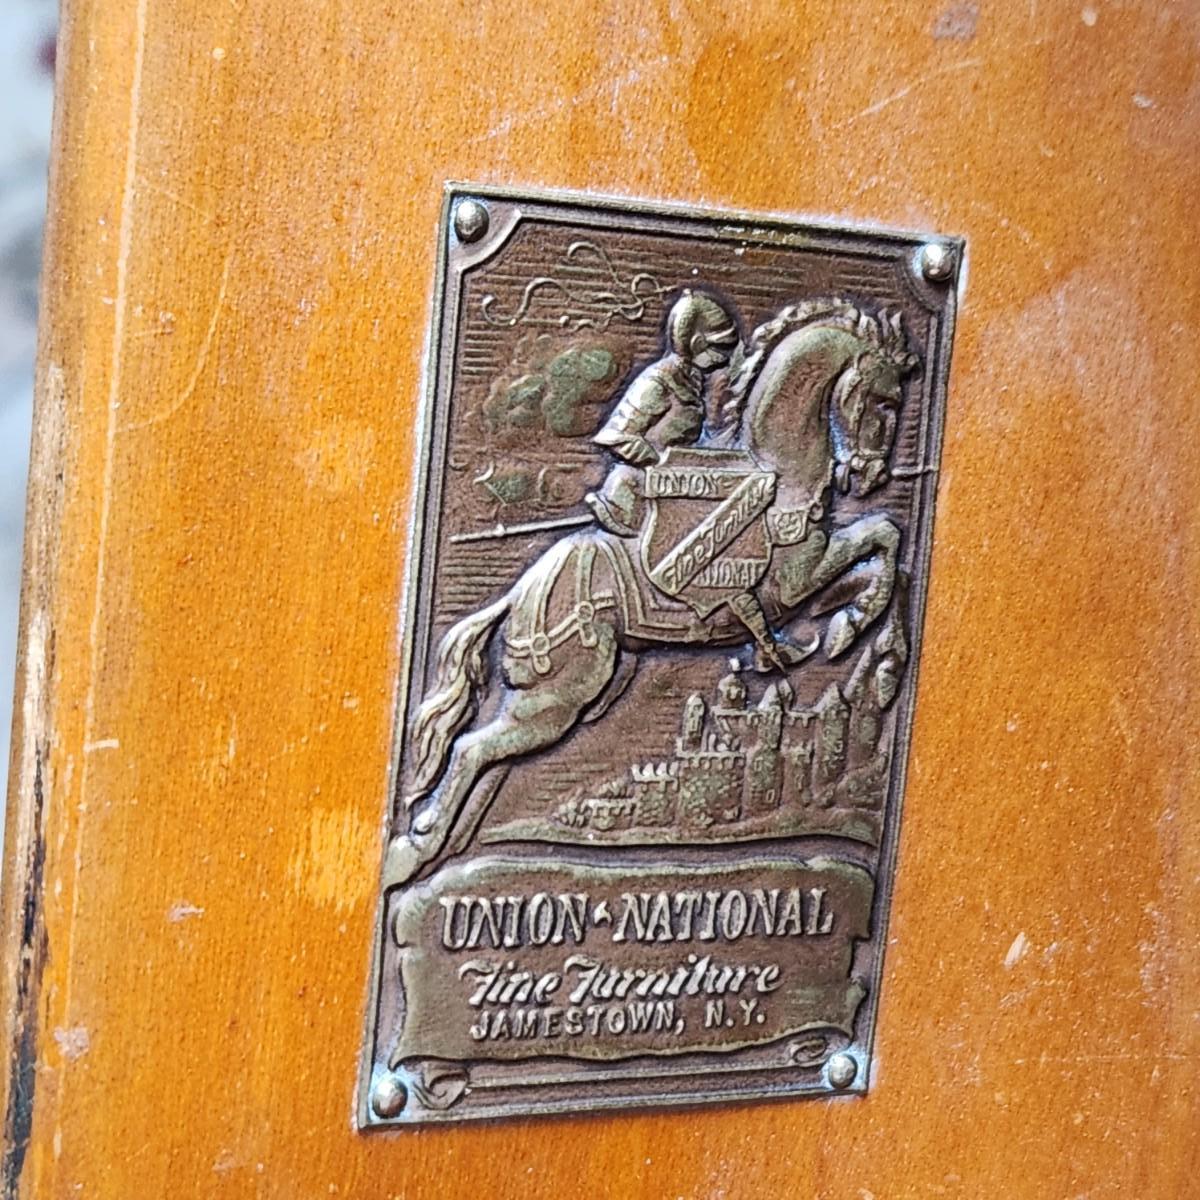 UNION
Fine Furniture
NATIONAL
UNION-NATIONAL
Fine Furniture
JAMESTOWN, N.Y.